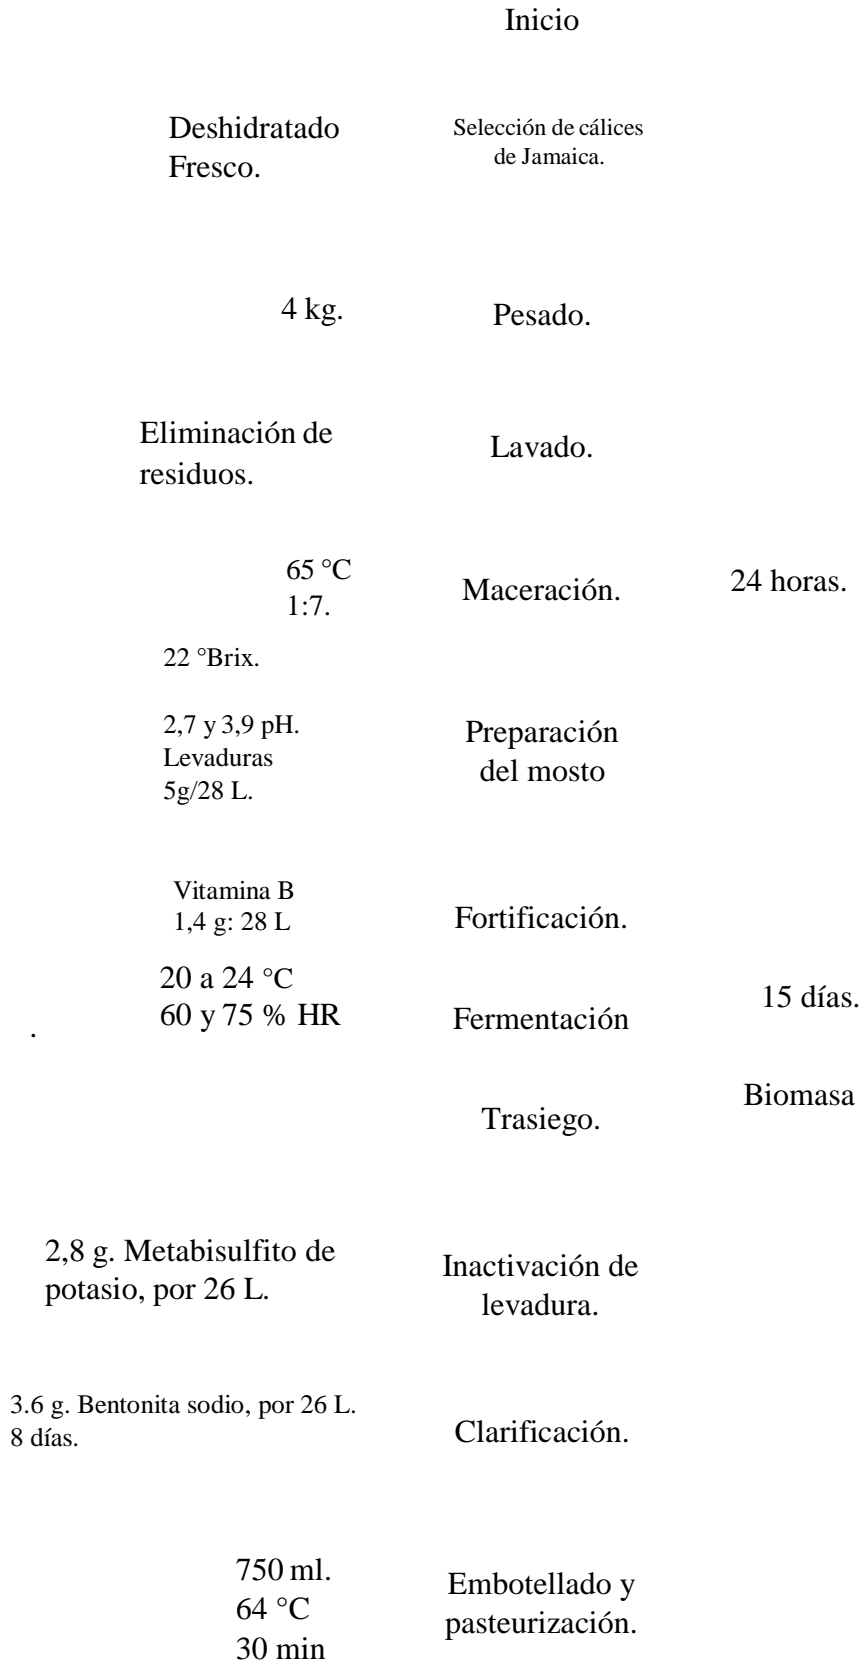 Inicio
Deshidratado
Fresco.
Selección de cálices
de Jamaica.
4 kg.
Pesado.
Eliminación de
residuos.
Lavado.
65 °C
1:7.
Maceración.
24 horas.
22 °Brix.
2,7 y 3,9 pH.
Levaduras
5g/28 L.
Preparación
del mosto
Vitamina B
1,4 g: 28 L
Fortificación.
20 a 24 °C
60 y 75 % HR
.
Fermentación
15 días.
Trasiego.
Biomasa
2,8 g. Metabisulfito de
potasio, por 26 L.
Inactivación de
levadura.
3.6 g. Bentonita sodio, por 26 L.
8 días.
Clarificación.
750 ml.
64 °C
30 min
Embotellado y
pasteurización.